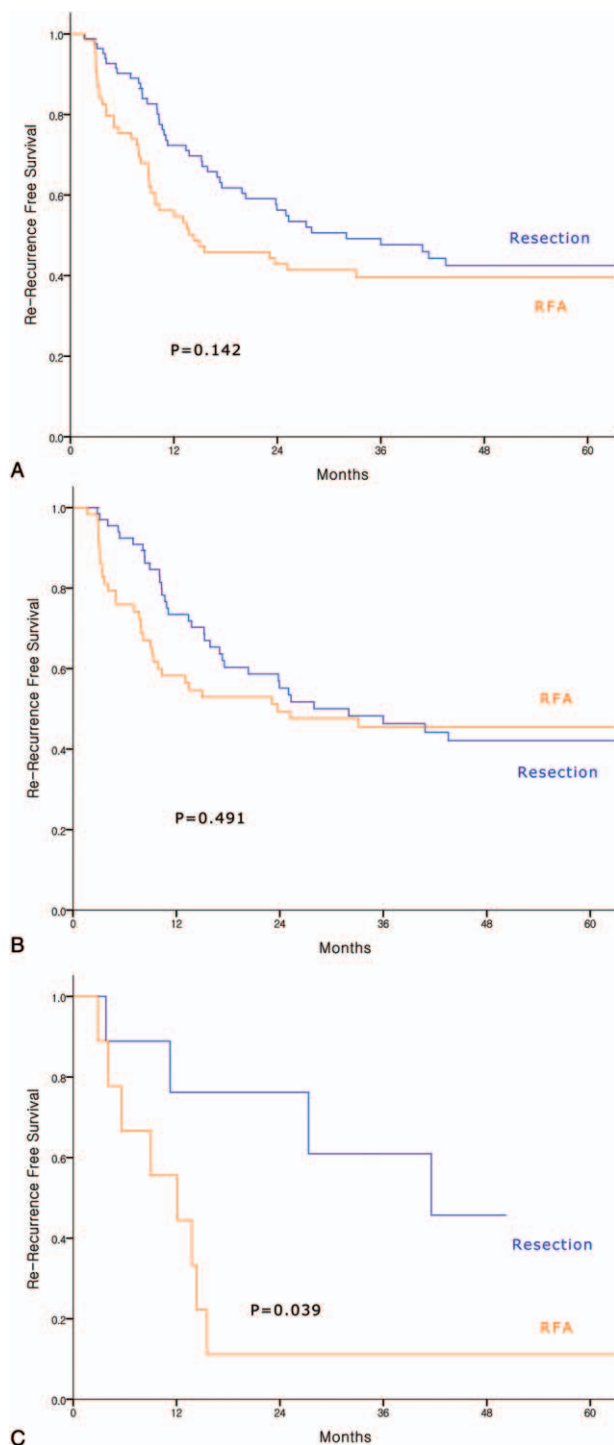 Re-Recurrence Free Survival
1.0
0.8
0.6
0.4
0.2
0.0
Resection
RFA
P=0.142
0 12 24 36 48 60
Months
A
Re-Recurrence Free Survival
1.0
0.8
0.6
0.4
0.2
0.0
RFA
Resection
P=0.491
0 12 24 36 48 60
Months
B
Re-Recurrence Free Survival
1.0
0.8
0.6
0.4
0.2
0.0
Resection
P=0.039
RFA
0 12 24 36 48 60
Months
C